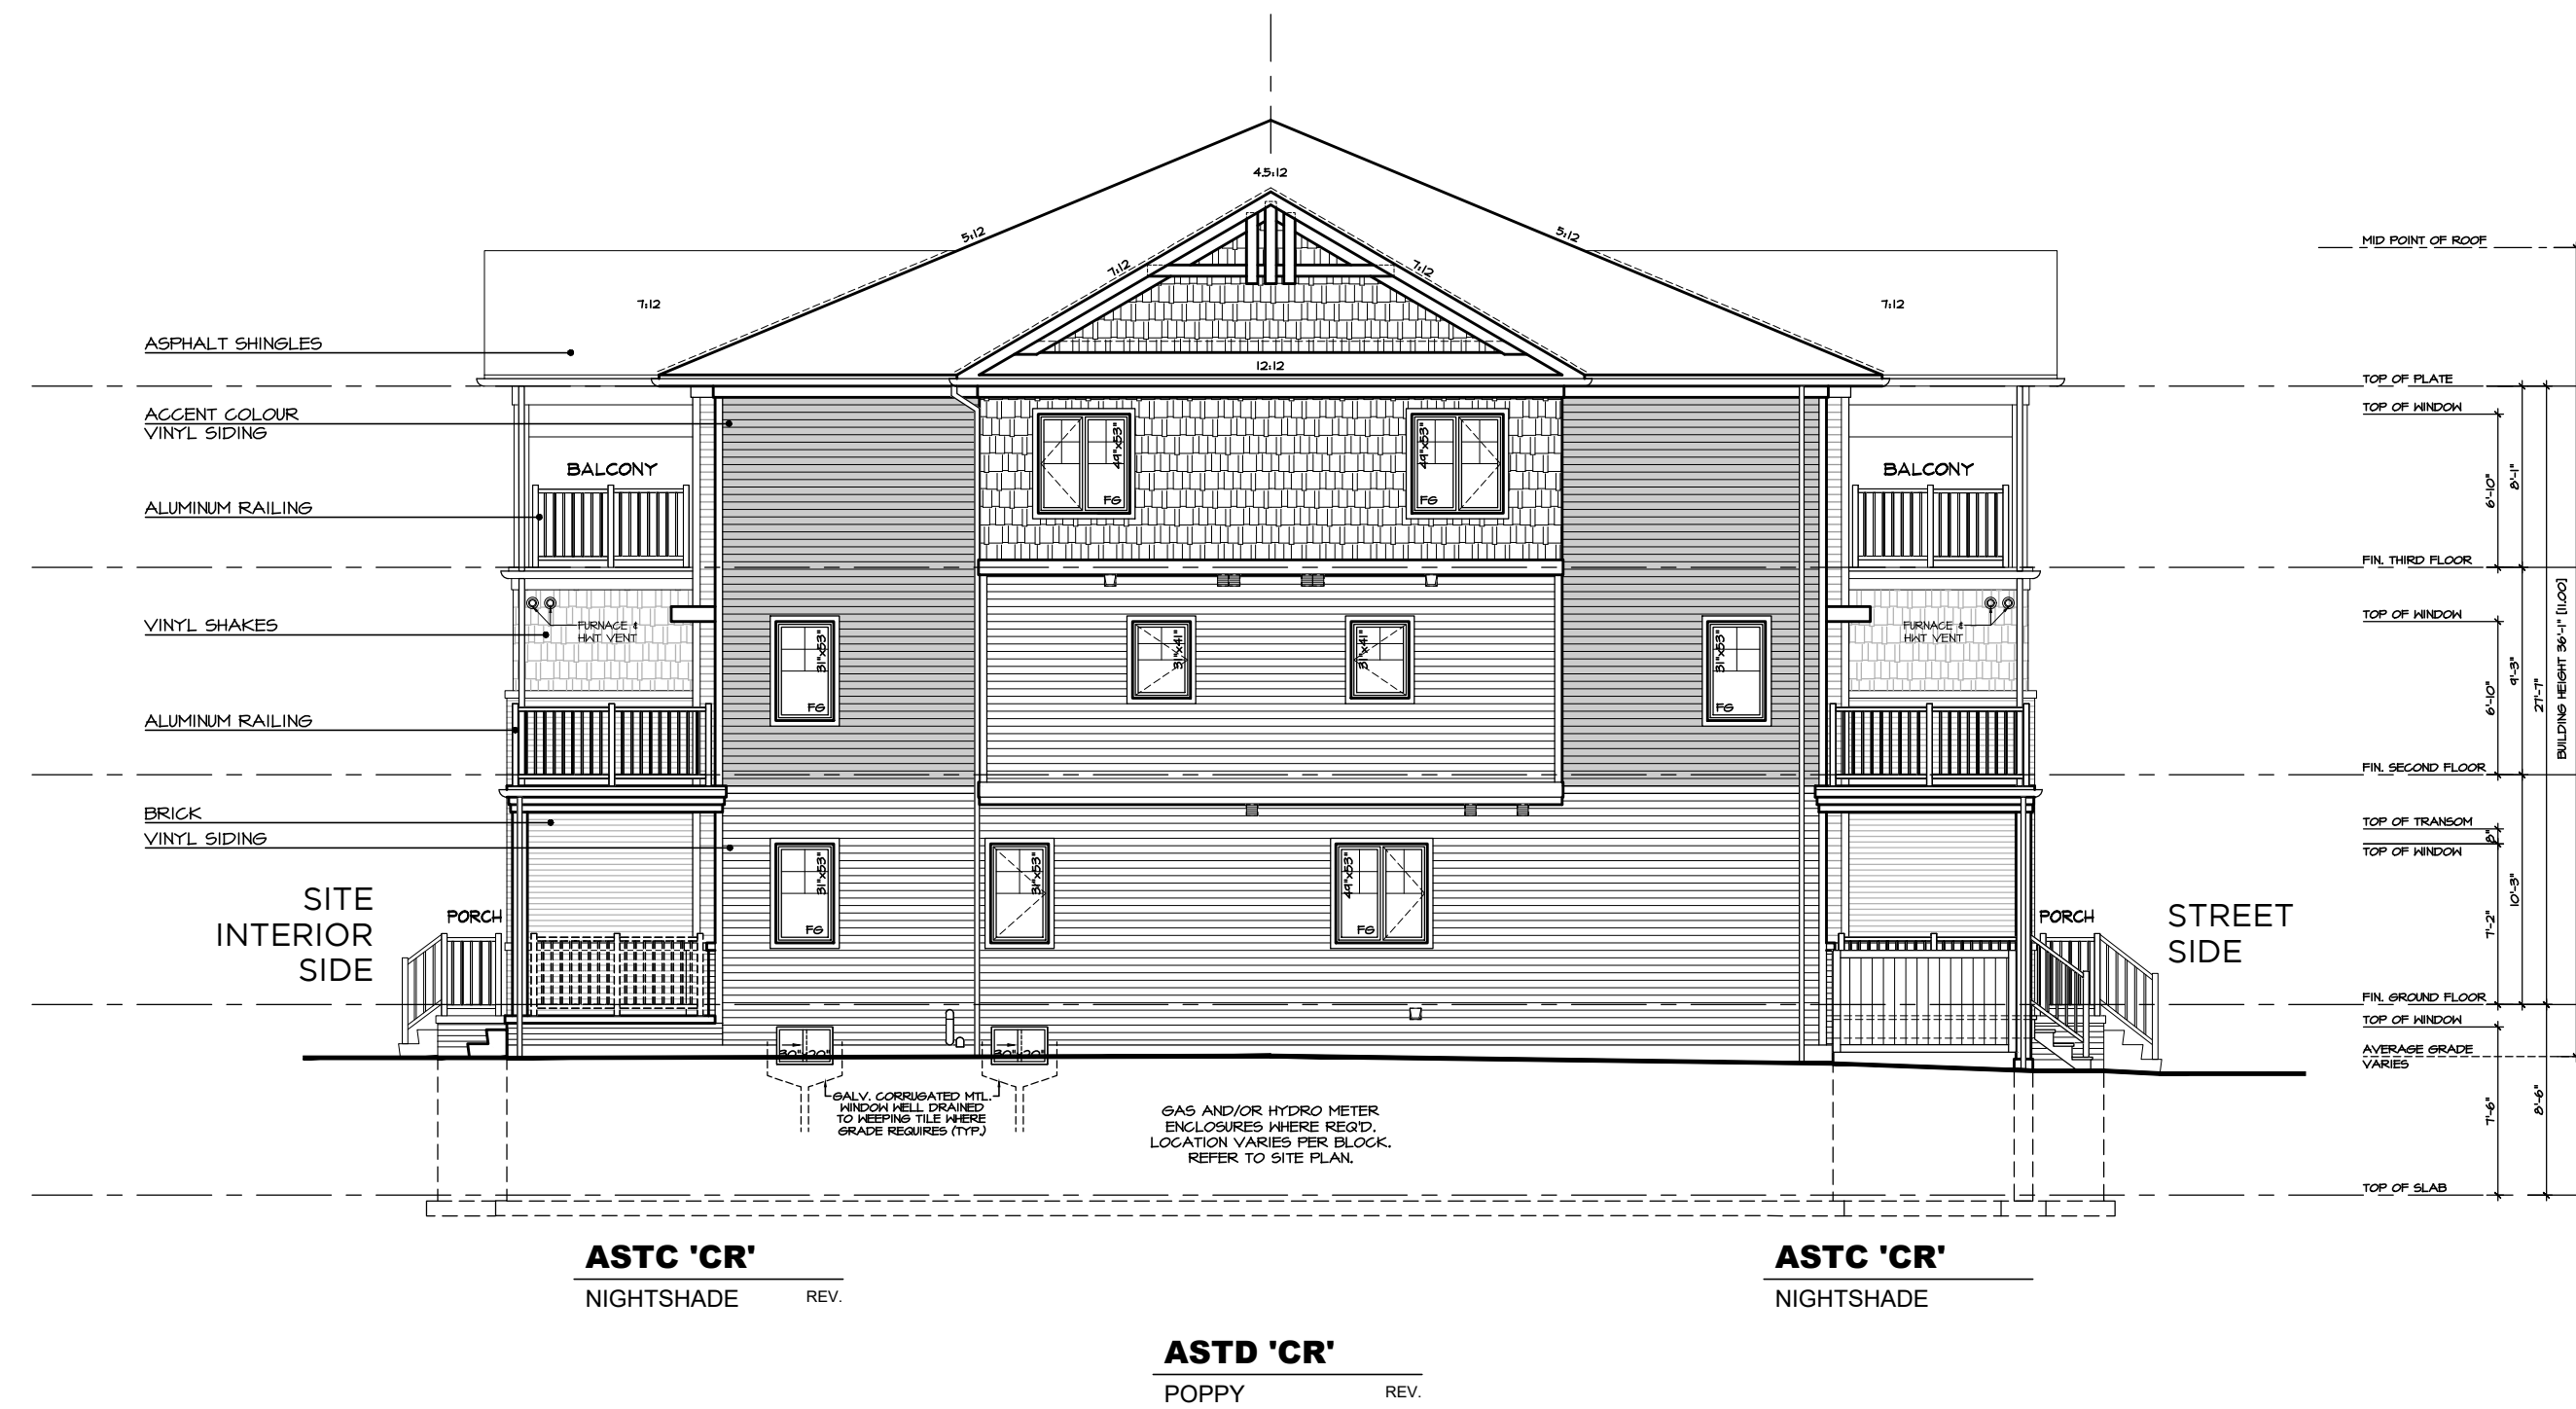 4.5:12
5:12
5:12
7:12
7:12
7:12
7:12
12:12
ASPHALT SHINGLES
ACCENT COLOUR
VINYL SIDING
BALCONY
ALUMINUM RAILING
VINYL SHAKES
FURNACE &
HWT VENT
ALUMINUM RAILING
BRICK
VINYL SIDING
SITE
INTERIOR
SIDE
PORCH
49"x53"
FG
49"x53"
FG
31"x53"
FG
31"x41"
31"x41"
31"x53"
FG
31"x53"
FG
31"x53"
49"x53"
FG
30"x20"
30"x20"
BALCONY
FURNACE &
HWT VENT
PORCH
STREET
SIDE
GALV. CORRUGATED MTL.
WINDOW WELL DRAINED
TO WEEPING TILE WHERE
GRADE REQUIRES (TYP.)
GAS AND/OR HYDRO METER
ENCLOSURES WHERE REQ'D.
LOCATION VARIES PER BLOCK.
REFER TO SITE PLAN.
MID POINT OF ROOF
TOP OF PLATE
TOP OF WINDOW
FIN. THIRD FLOOR
TOP OF WINDOW
FIN. SECOND FLOOR
TOP OF TRANSOM
TOP OF WINDOW
FIN. GROUND FLOOR
TOP OF WINDOW
AVERAGE GRADE
VARIES
TOP OF SLAB
6'-10"
8'-1"
6'-10"
9'-3"
27'-7"
BUILDING HEIGHT 36'-1" [11.00]
8"
7'-2"
10'-3"
7'-6"
8'-6"
ASTC 'CR'
NIGHTSHADE REV.
ASTC 'CR'
NIGHTSHADE
ASTD 'CR'
POPPY REV.